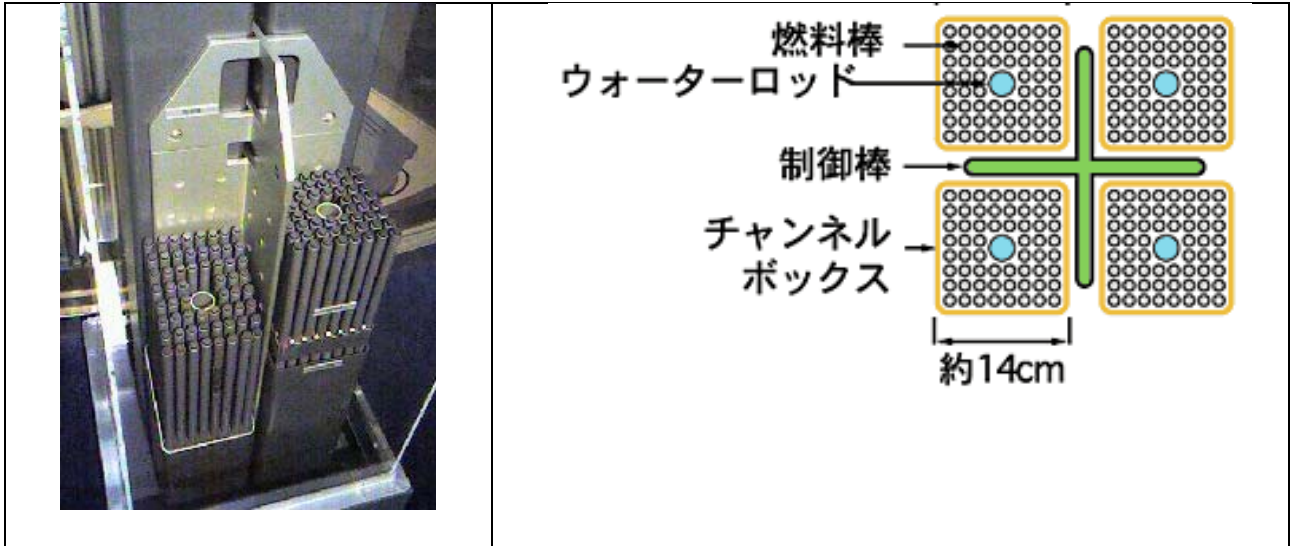 燃料棒
ウォーターロッド
制御棒
チャンネル
ボックス
約14cm